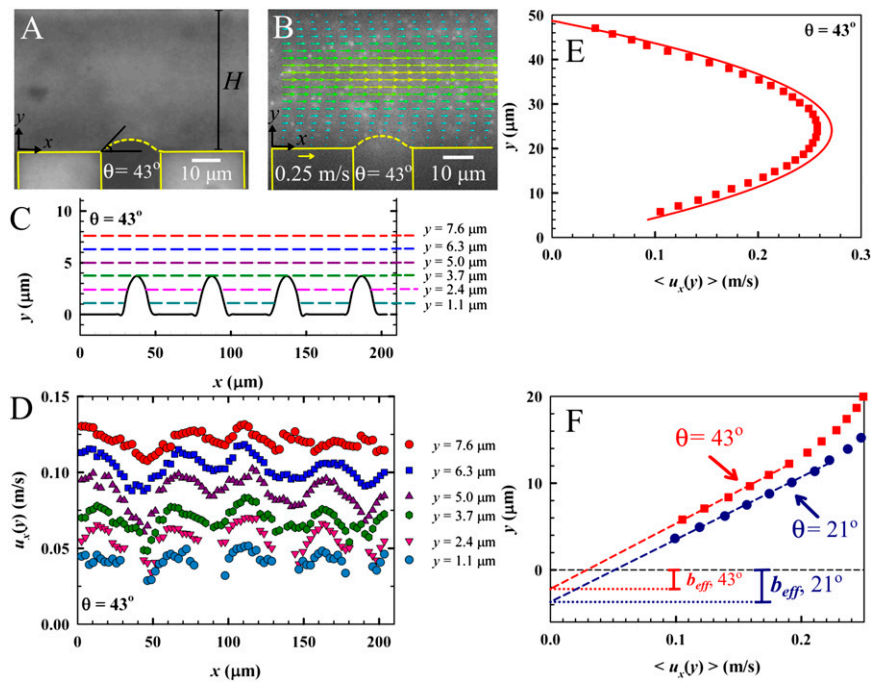 A
H
y
x
θ = 43°
10 μm
B
y
x
0.25 m/s
θ = 43°
10 μm
C
θ = 43°
y (μm)
10
5
0
0 50 100 150 200
x (μm)
y = 7.6 μm
y = 6.3 μm
y = 5.0 μm
y = 3.7 μm
y = 2.4 μm
y = 1.1 μm
D
u_x(y) (m/s)
0.15
0.10
0.05
0.00
0 50 100 150 200
x (μm)
θ = 43°
y = 7.6 μm
y = 6.3 μm
y = 5.0 μm
y = 3.7 μm
y = 2.4 μm
y = 1.1 μm
E
θ = 43°
y (μm)
50
40
30
20
10
0
0.0 0.1 0.2 0.3
< u_x(y) > (m/s)
F
y (μm)
20
10
0
θ = 43°
θ = 21°
b_eff, 43°
b_eff, 21°
0.0 0.1 0.2
< u_x(y) > (m/s)